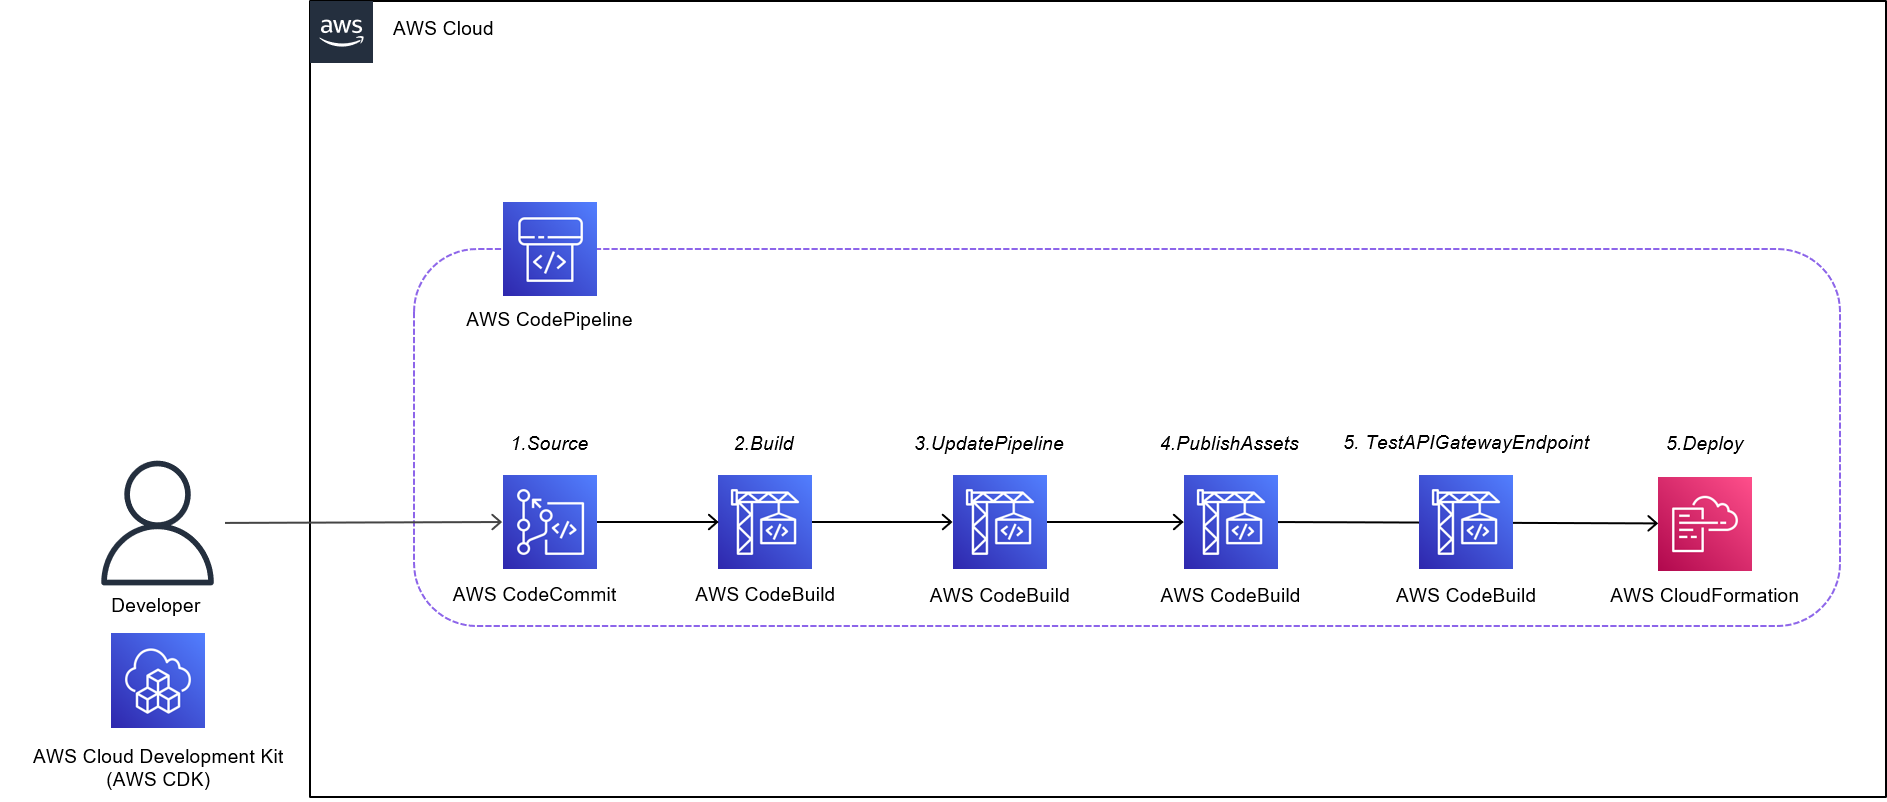 aws
AWS Cloud
AWS CodePipeline
1.Source
2.Build
3.UpdatePipeline
4.PublishAssets
5. TestAPIGatewayEndpoint
5.Deploy
AWS CodeCommit
AWS CodeBuild
AWS CodeBuild
AWS CodeBuild
AWS CodeBuild
AWS CloudFormation
Developer
AWS Cloud Development Kit
(AWS CDK)